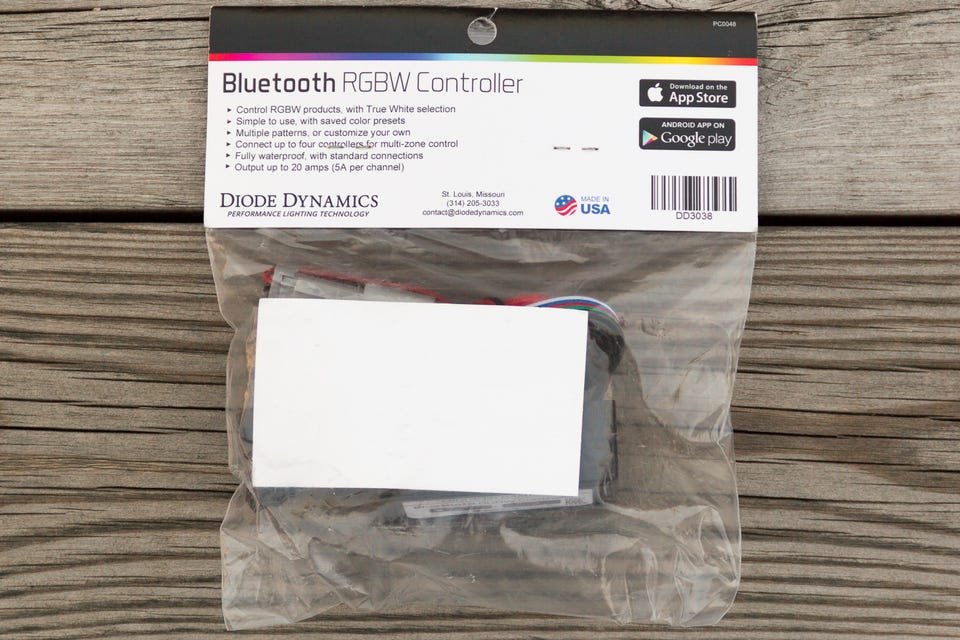 PC0048
Bluetooth RGBW Controller
Control RGBW products, with True White selection
Simple to use, with saved color presets
Multiple patterns, or customize your own
Connect up to four controllers for multi-zone control
Fully waterproof, with standard connections
Output up to 20 amps (5A per channel)
Download on the
App Store
ANDROID APP ON
Google play
DIODE DYNAMICS
PERFORMANCE LIGHTING TECHNOLOGY
St. Louis, Missouri
(314) 205-3033
contact@diodedynamics.com
MADE IN
USA
DD3038